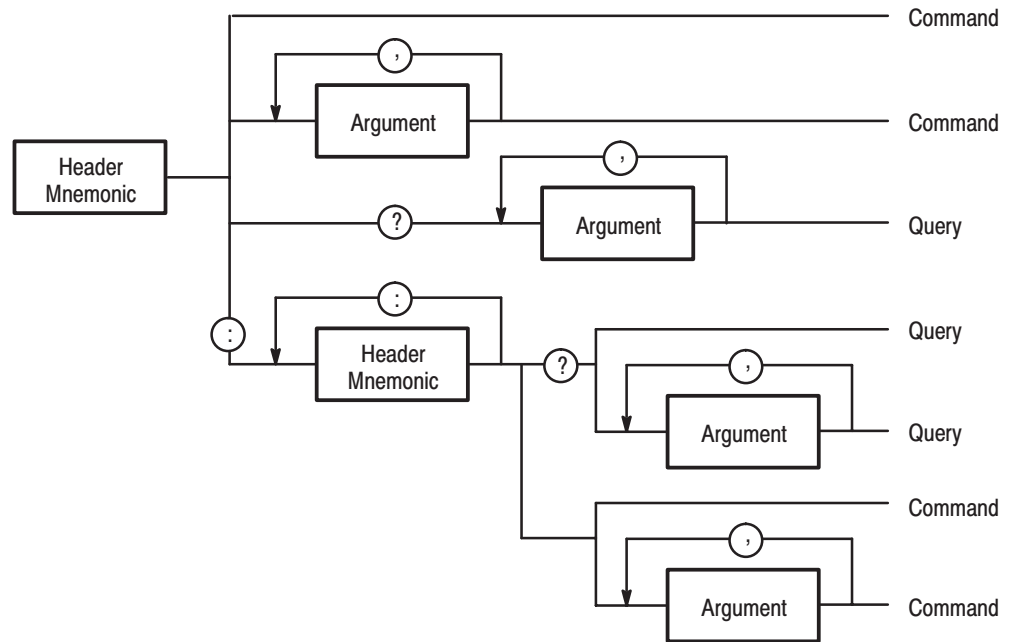 Command
,
Argument
Command
Header
Mnemonic
,
?
Argument
Query
:
:
Header
Mnemonic
?
Query
,
Argument
Query
Command
,
Argument
Command